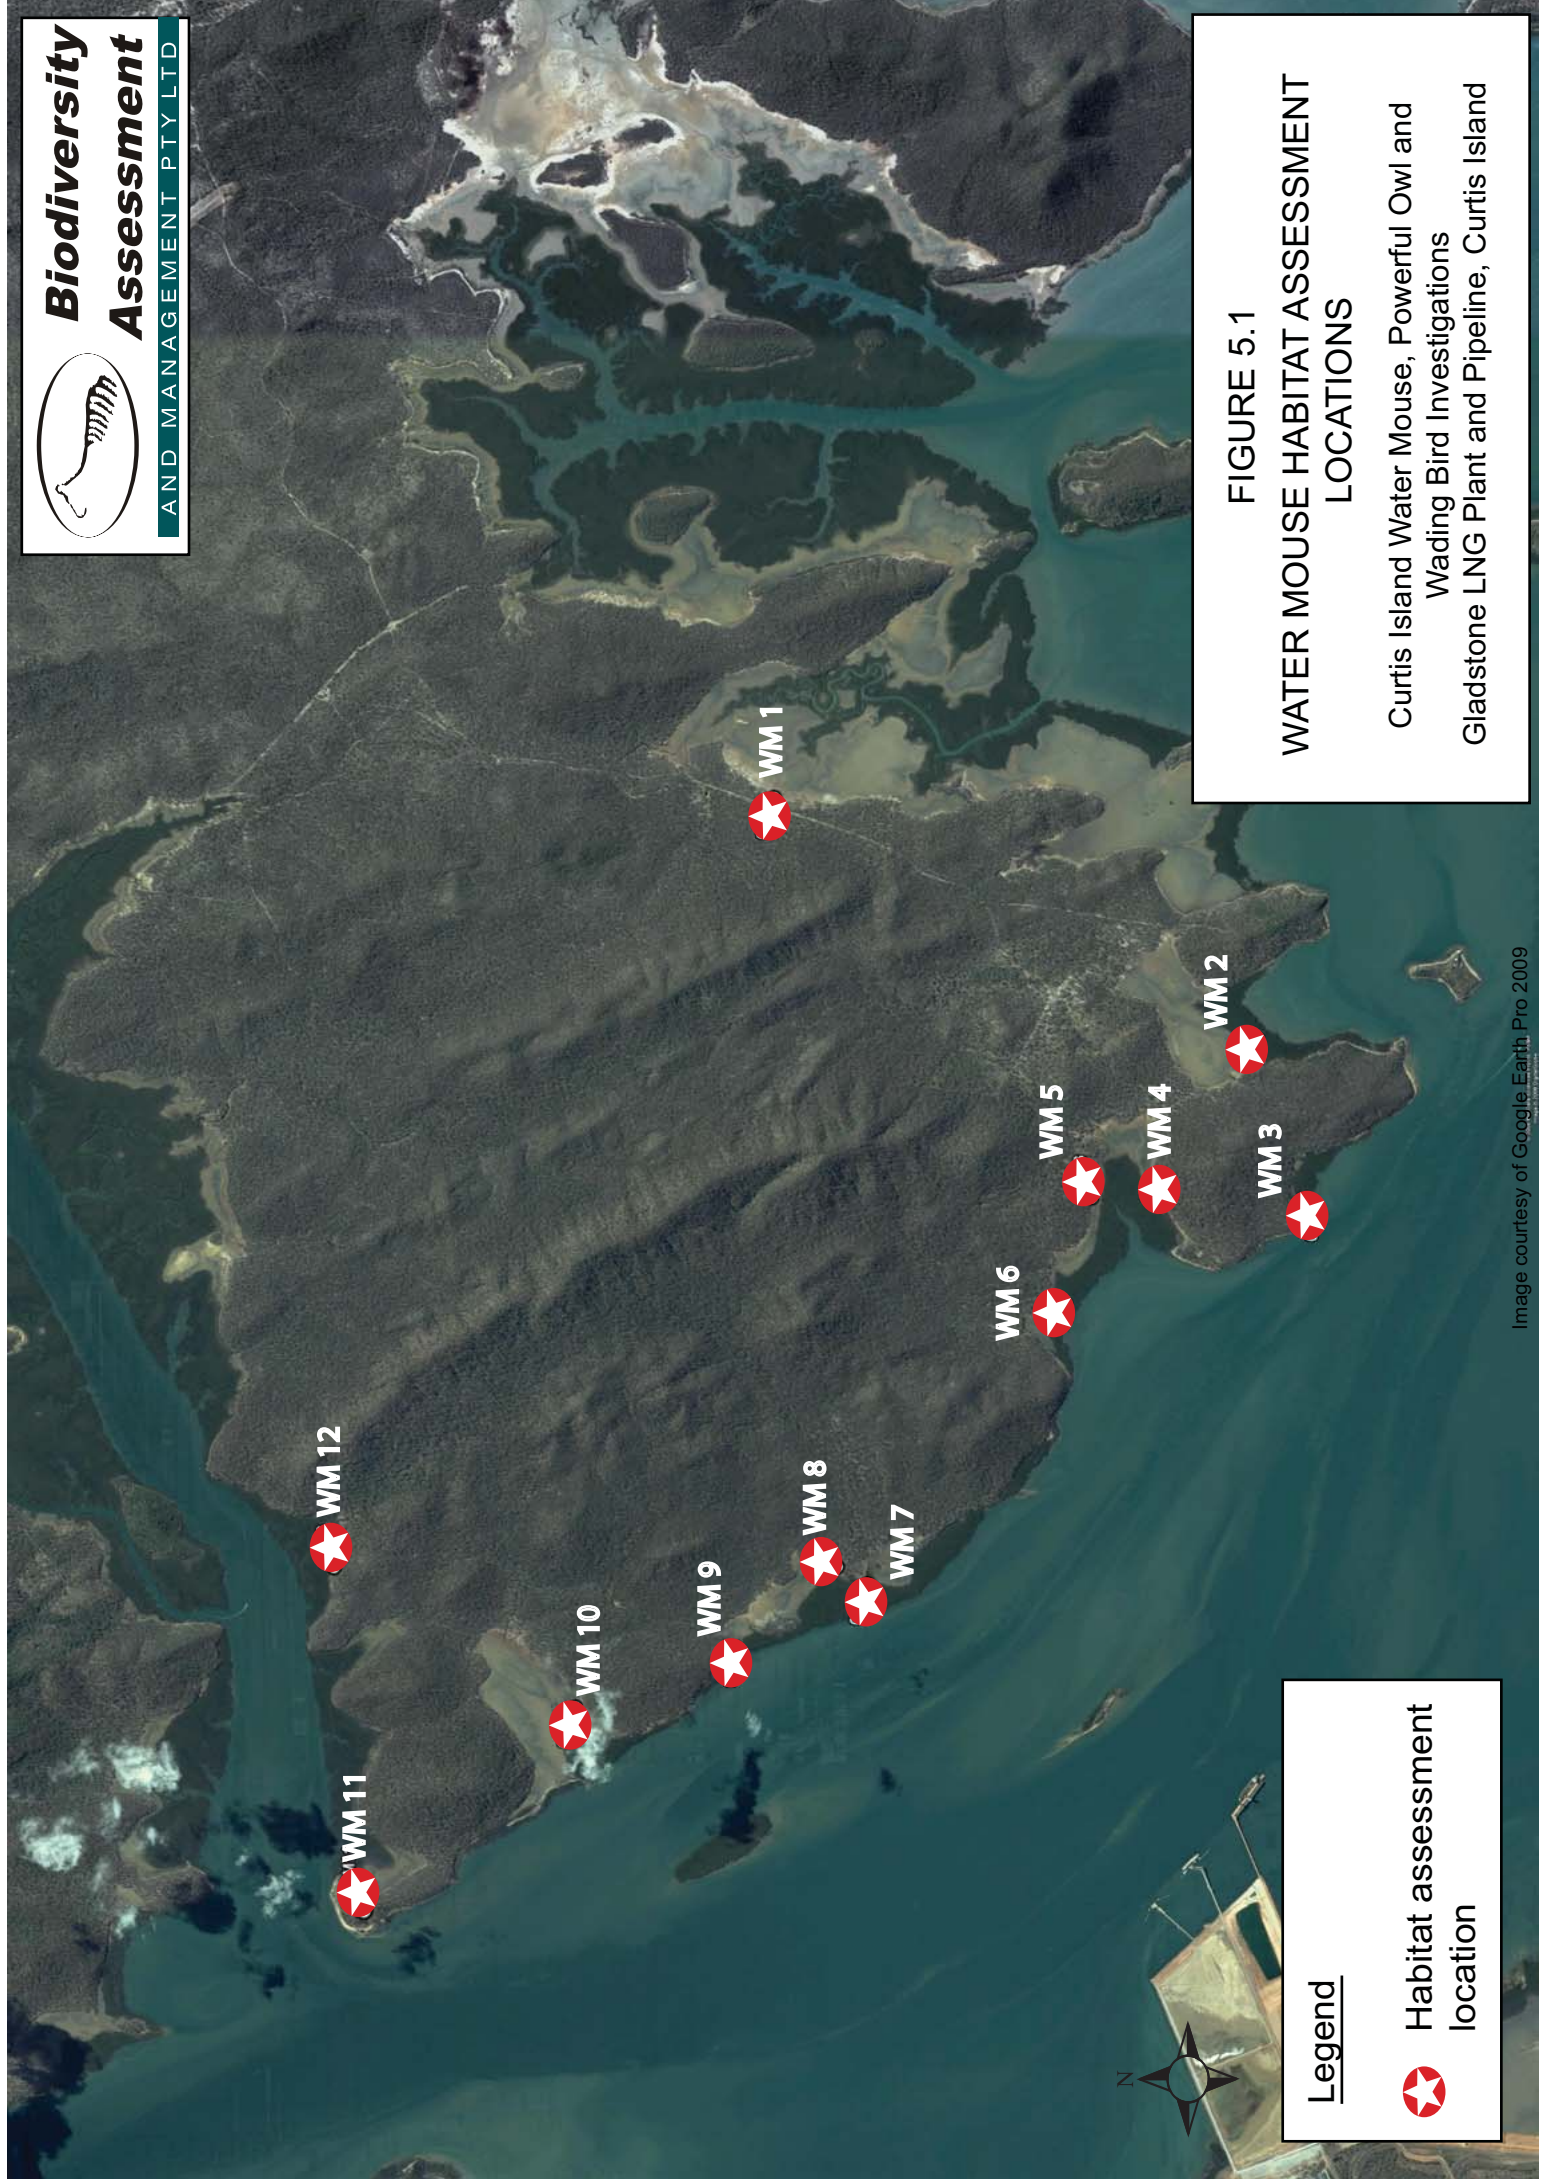 Biodiversity
Assessment
AND MANAGEMENT PTY LTD
WM 12
WM 11
WM 10
WM 9
WM 8
WM 7
WM 6
WM 5
WM 4
WM 3
WM 2
WM 1
N
Legend
Habitat assessment
location
FIGURE 5.1
WATER MOUSE HABITAT ASSESSMENT
LOCATIONS
Curtis Island Water Mouse, Powerful Owl and
Wading Bird Investigations
Gladstone LNG Plant and Pipeline, Curtis Island
Image courtesy of Google Earth Pro 2009